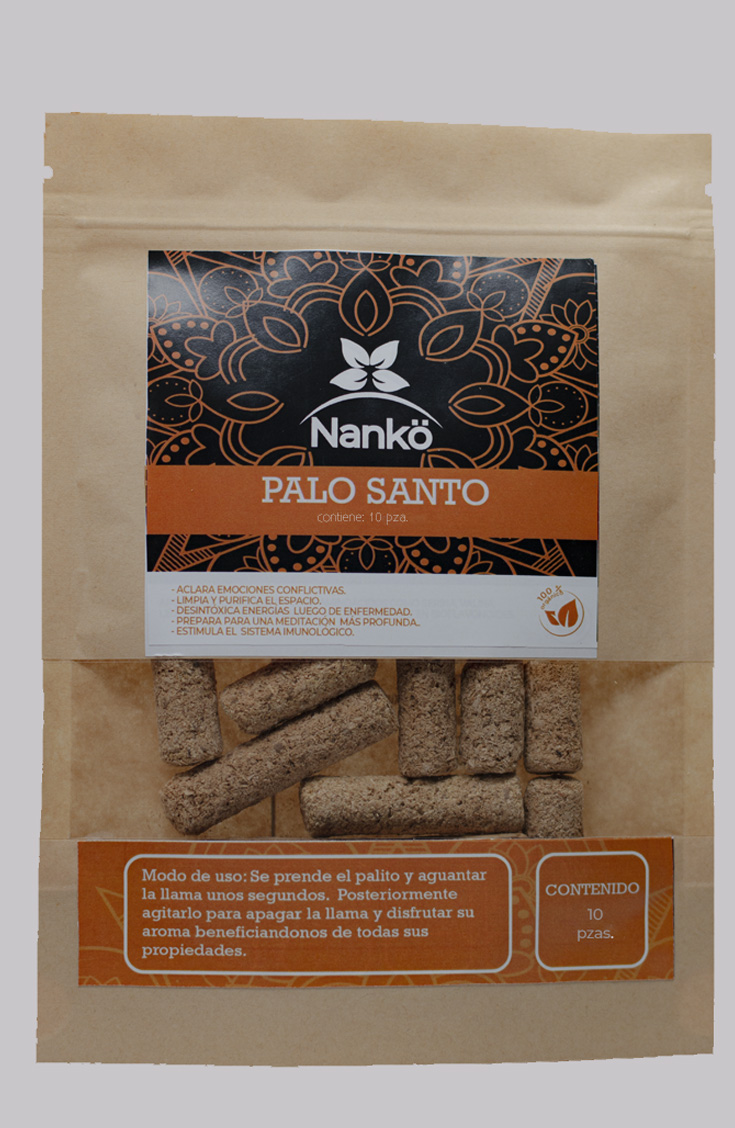 Nankö
PALO SANTO
contiene: 10 pza.
- ACLARA EMOCIONES CONFLICTIVAS.
- LIMPIA Y PURIFICA EL ESPACIO.
- DESINTOXICA ENERGÍAS LUEGO DE ENFERMEDAD.
- PREPARA PARA UNA MEDITACIÓN MÁS PROFUNDA.
- ESTIMULA EL SISTEMA IMUNOLÓGICO.
100
Modo de uso: Se prende el palito y aguantar
la llama unos segundos. Posteriormente
agitarlo para apagar la llama y disfrutar su
aroma beneficiandonos de todas sus
propiedades.
CONTENIDO
10
pzas.